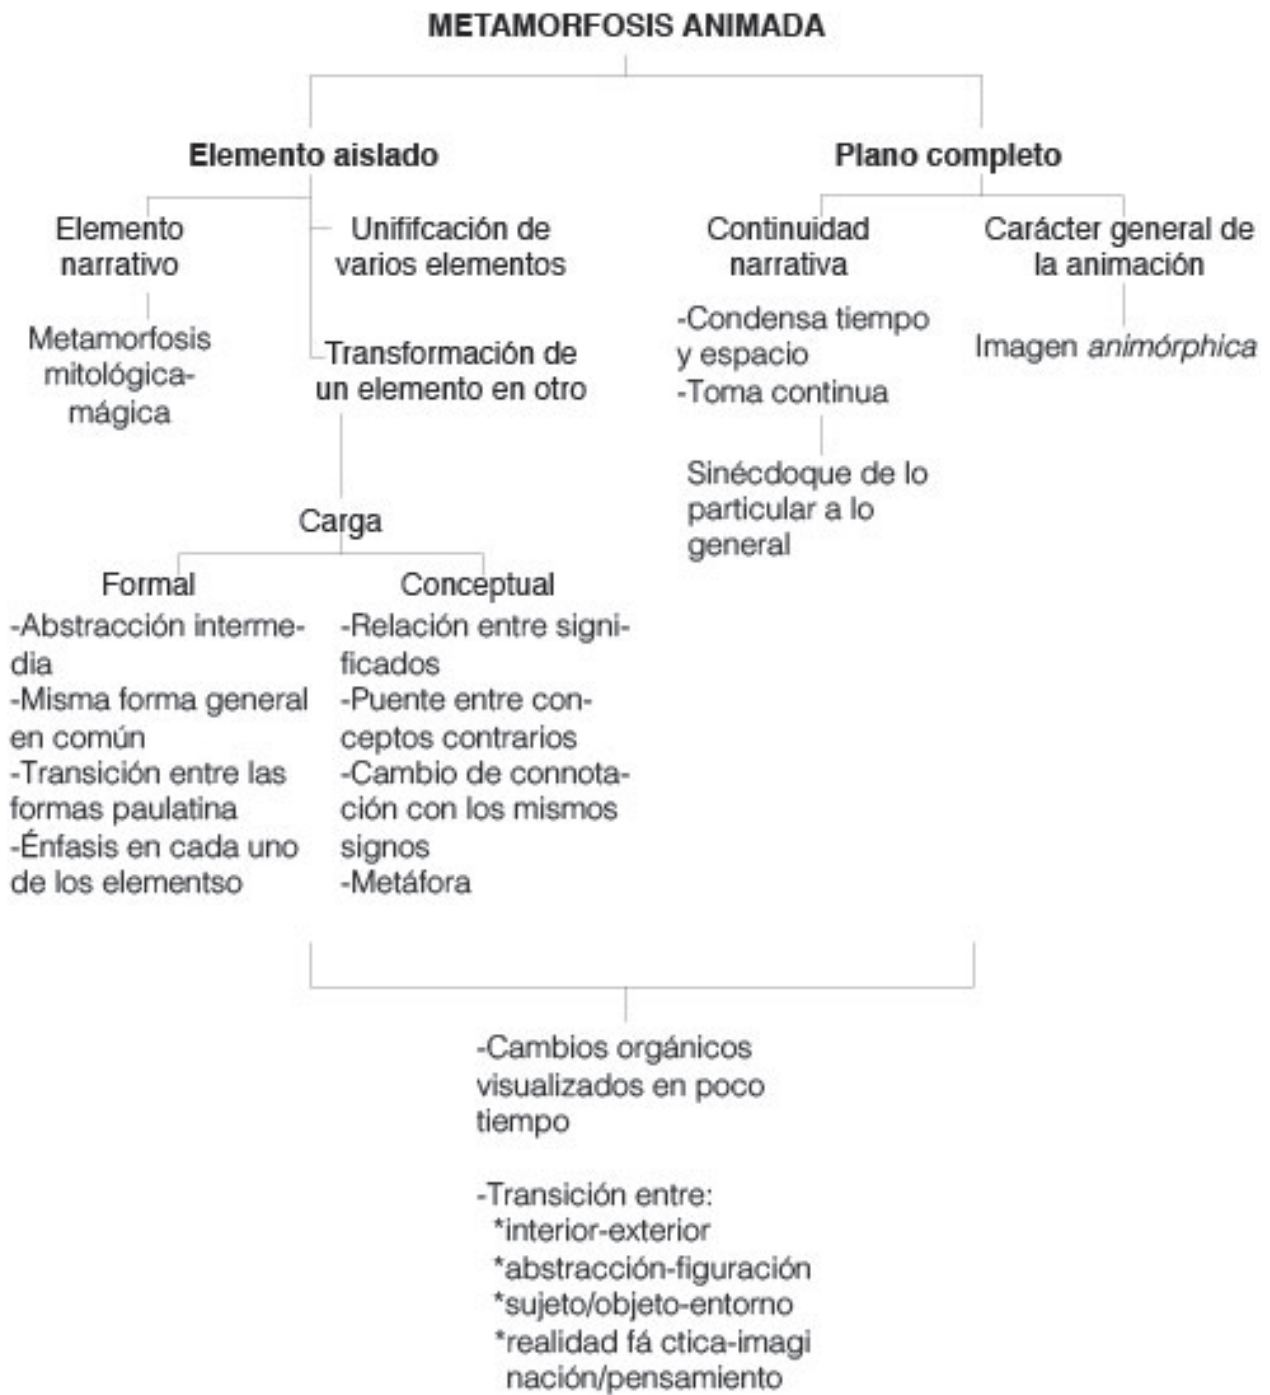 METAMORFOSIS ANIMADA
Elemento aislado
Elemento
narrativo
Metamorfosis
mitológica-
mágica
Unififcación de
varios elementos
Transformación de
un elemento en otro
Carga
Formal
-Abstracción interme-
dia
-Misma forma general
en común
-Transición entre las
formas paulatina
-Énfasis en cada uno
de los elementso
Conceptual
-Relación entre signi-
ficados
-Puente entre con-
ceptos contrarios
-Cambio de connota-
ción con los mismos
signos
-Metáfora
Plano completo
Continuidad
narrativa
-Condensa tiempo
y espacio
-Toma continua
Sinécdoque de lo
particular a lo
general
Carácter general de
la animación
Imagen animórphica
-Cambios orgánicos
visualizados en poco
tiempo
-Transición entre:
*interior-exterior
*abstracción-figuración
*sujeto/objeto-entorno
*realidad fá ctica-imagi
nación/pensamiento